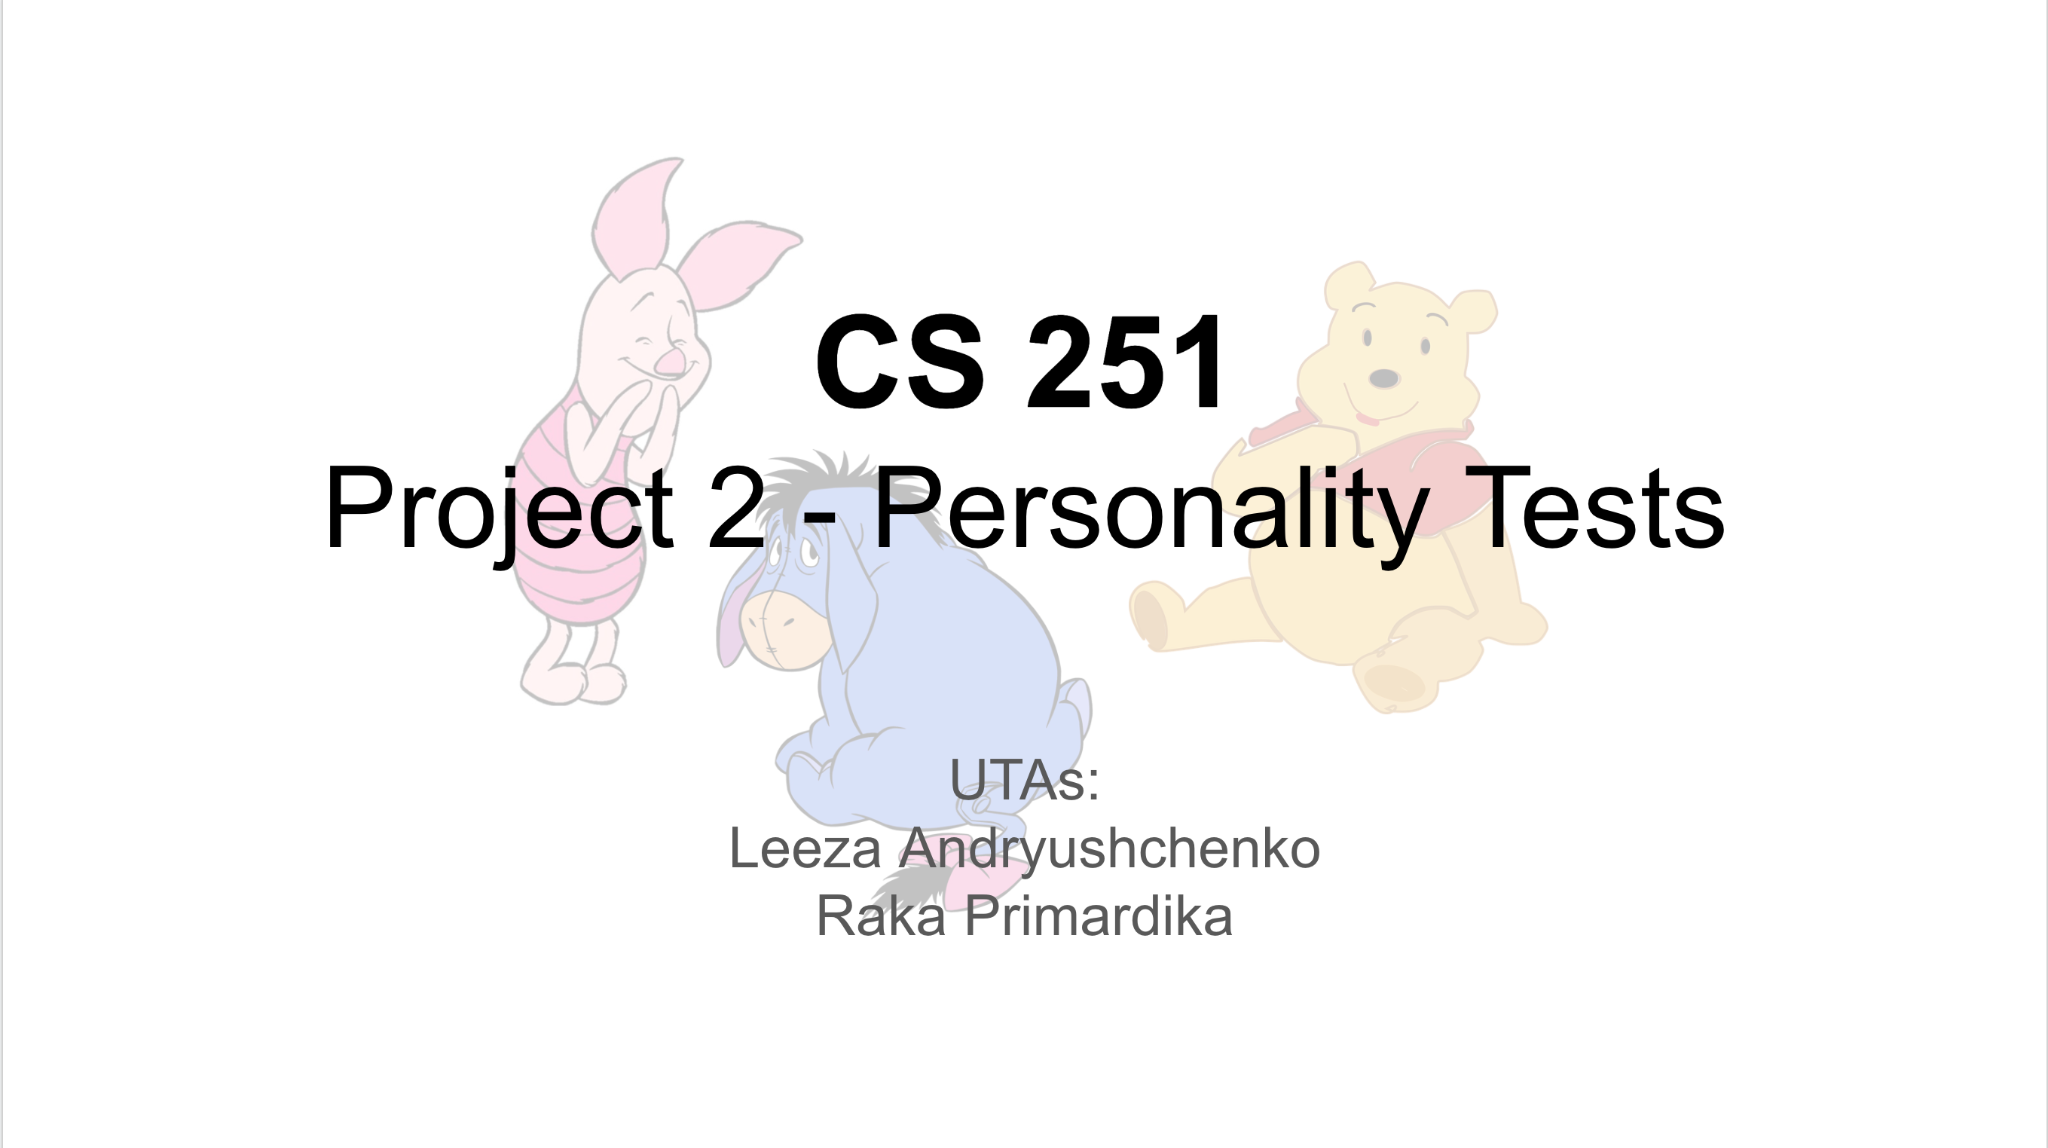 CS 251
Project 2 - Personality Tests
UTAs:
Leeza Andryushchenko
Raka Primardika